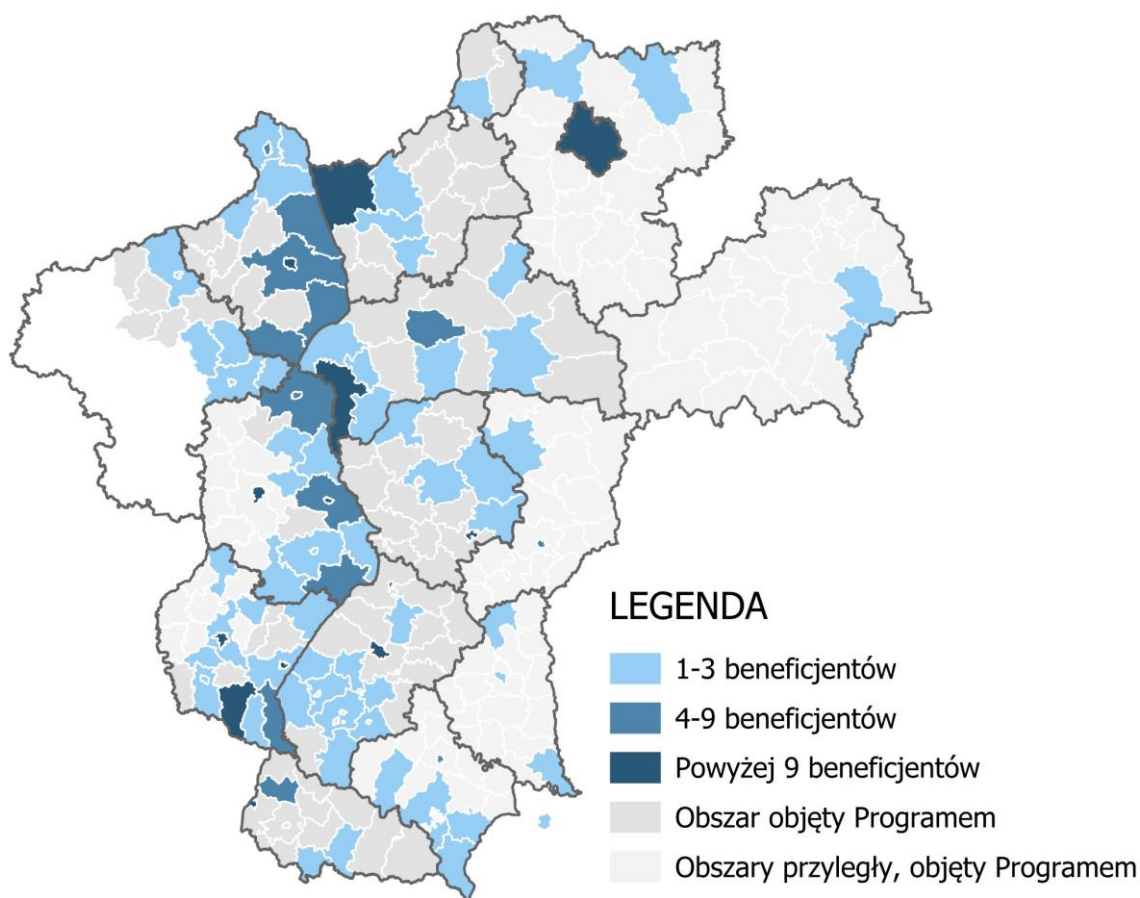 LEGENDA
1-3 beneficjentów
4-9 beneficjentów
Powyżej 9 beneficjentów
Obszar objęty Programem
Obszary przyległy, objęty Programem